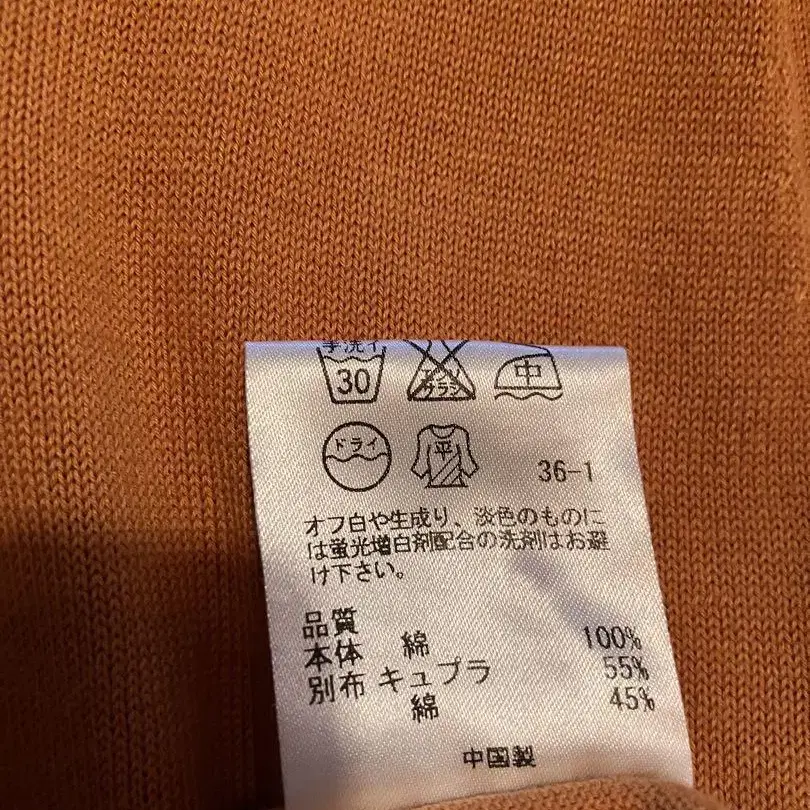 手洗イ
30
エンソ
サラシ
中
ドライ
平
36-1
オフ白や生成り、淡色のものに
は蛍光増白剤配合の洗剤はお避
け下さい。
品質
本体 綿 100%
別布 キュプラ 55%
綿 45%
中国製